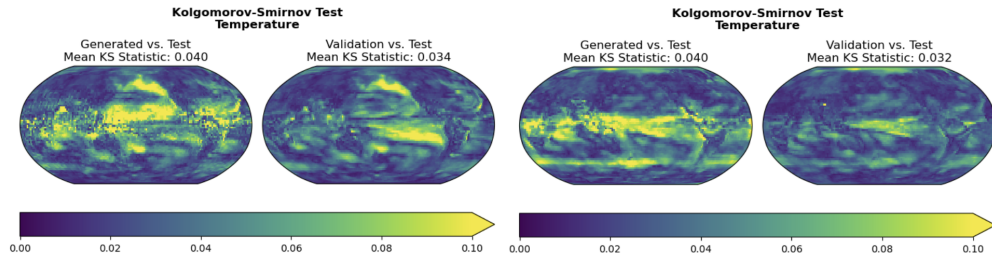 Kolgomorov-Smirnov Test
Temperature
Generated vs. Test
Mean KS Statistic: 0.040
Validation vs. Test
Mean KS Statistic: 0.034
0.00 0.02 0.04 0.06 0.08 0.10
Kolgomorov-Smirnov Test
Temperature
Generated vs. Test
Mean KS Statistic: 0.040
Validation vs. Test
Mean KS Statistic: 0.032
0.00 0.02 0.04 0.06 0.08 0.10